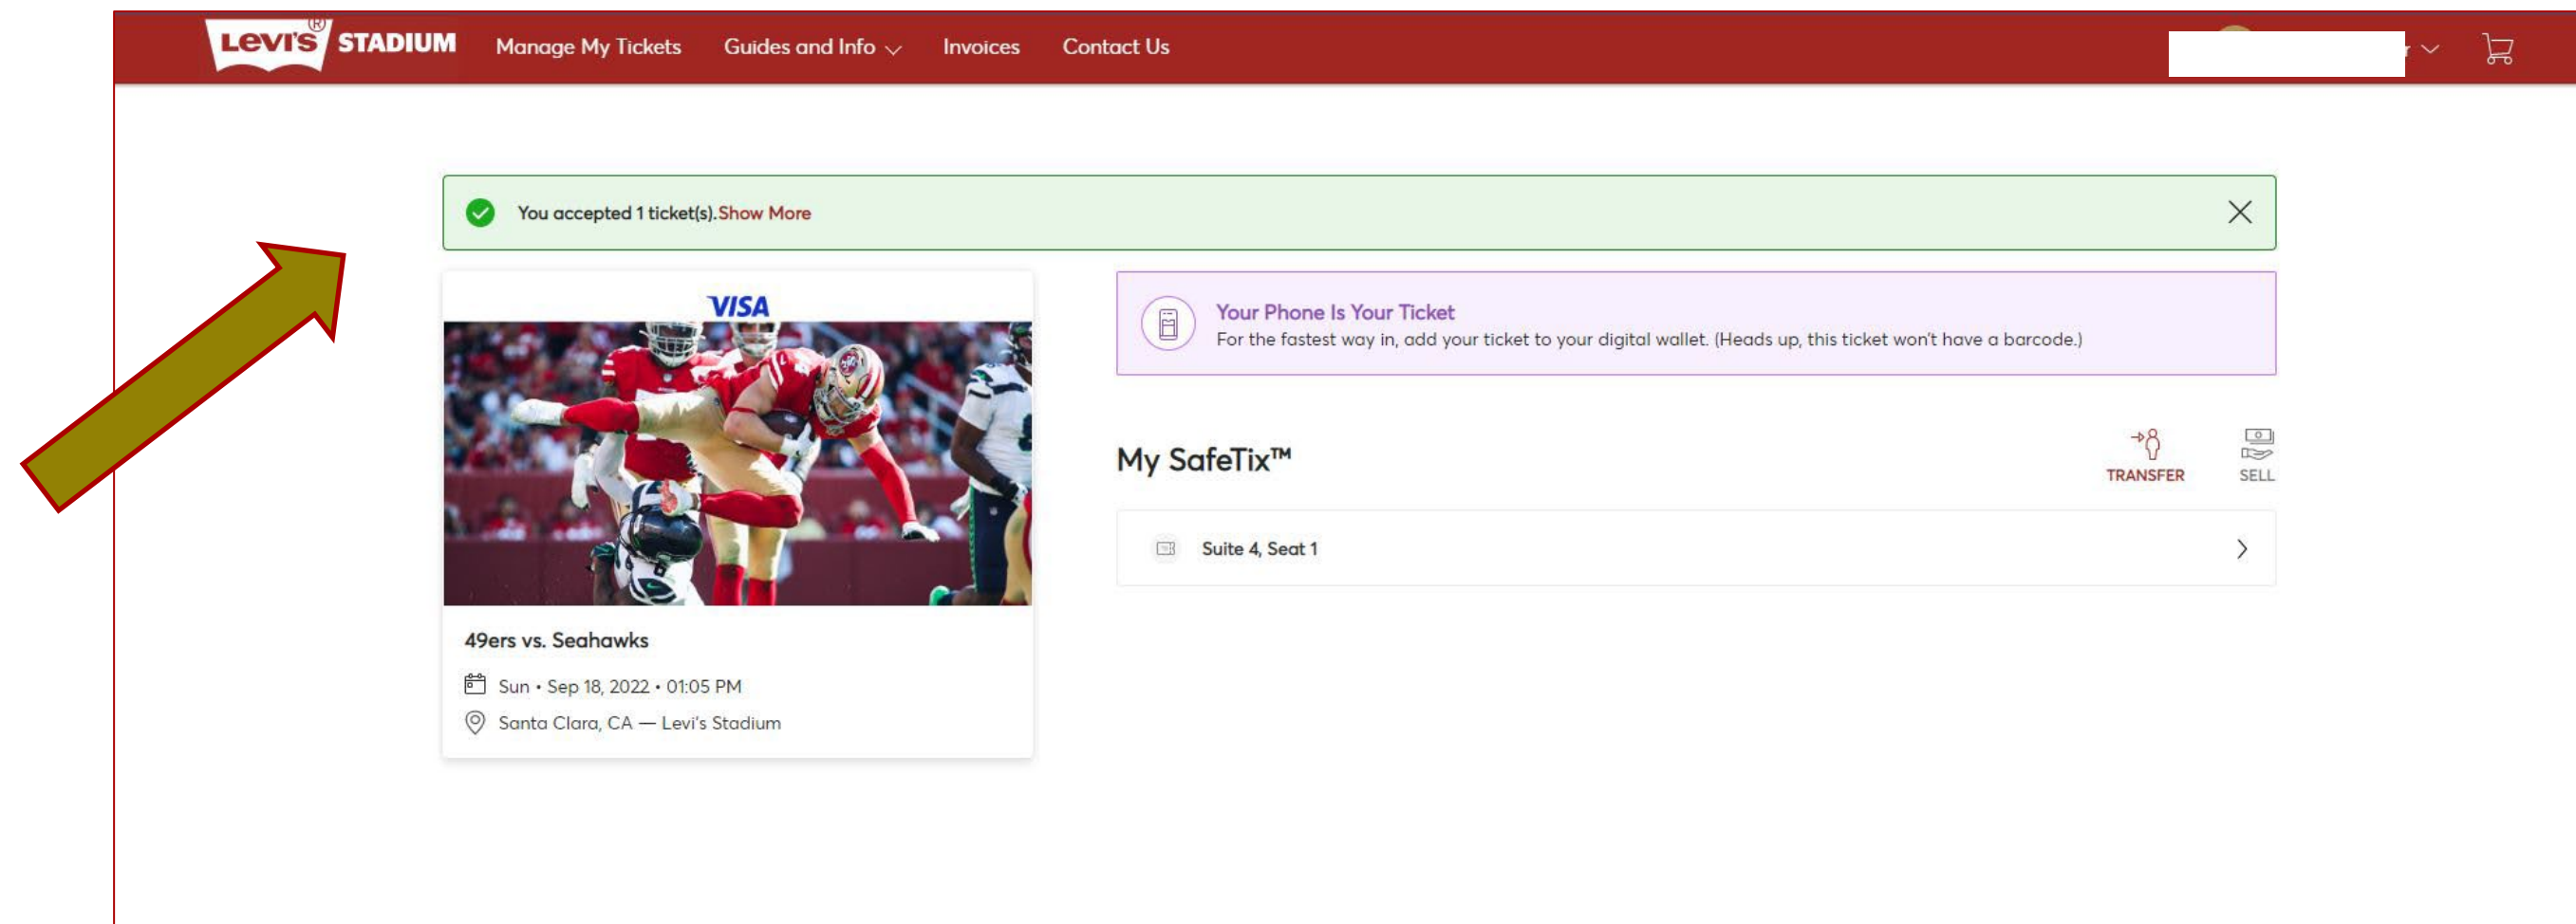 LEVI'S® STADIUM Manage My Tickets Guides and Info Invoices Contact Us
You accepted 1 ticket(s). Show More
VISA
Your Phone Is Your Ticket
For the fastest way in, add your ticket to your digital wallet. (Heads up, this ticket won't have a barcode.)
My SafeTix™
TRANSFER SELL
Suite 4, Seat 1
49ers vs. Seahawks
Sun • Sep 18, 2022 • 01:05 PM
Santa Clara, CA — Levi's Stadium